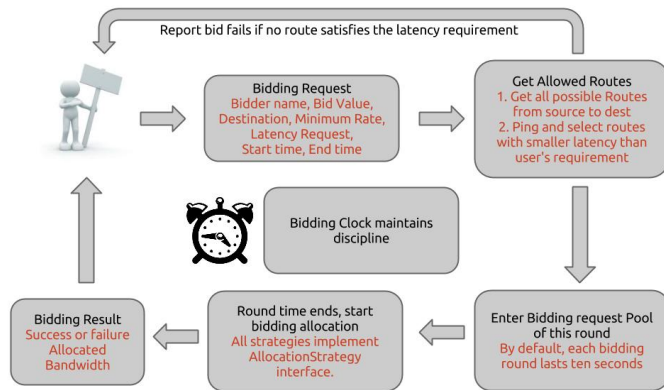 Report bid fails if no route satisfies the latency requirement
Bidding Request
Bidder name, Bid Value,
Destination, Minimum Rate,
Latency Request,
Start time, End time
Get Allowed Routes
1. Get all possible Routes
from source to dest
2. Ping and select routes
with smaller latency than
user's requirement
Bidding Clock maintains
discipline
Bidding Result
Success or failure
Allocated
Bandwidth
Round time ends, start
bidding allocation
All strategies implement
AllocationStrategy
interface.
Enter Bidding request Pool
of this round
By default, each bidding
round lasts ten seconds